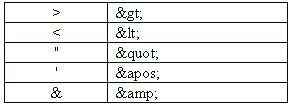 > &gt;
< &lt;
" &quot;
' &apos;
& &amp;